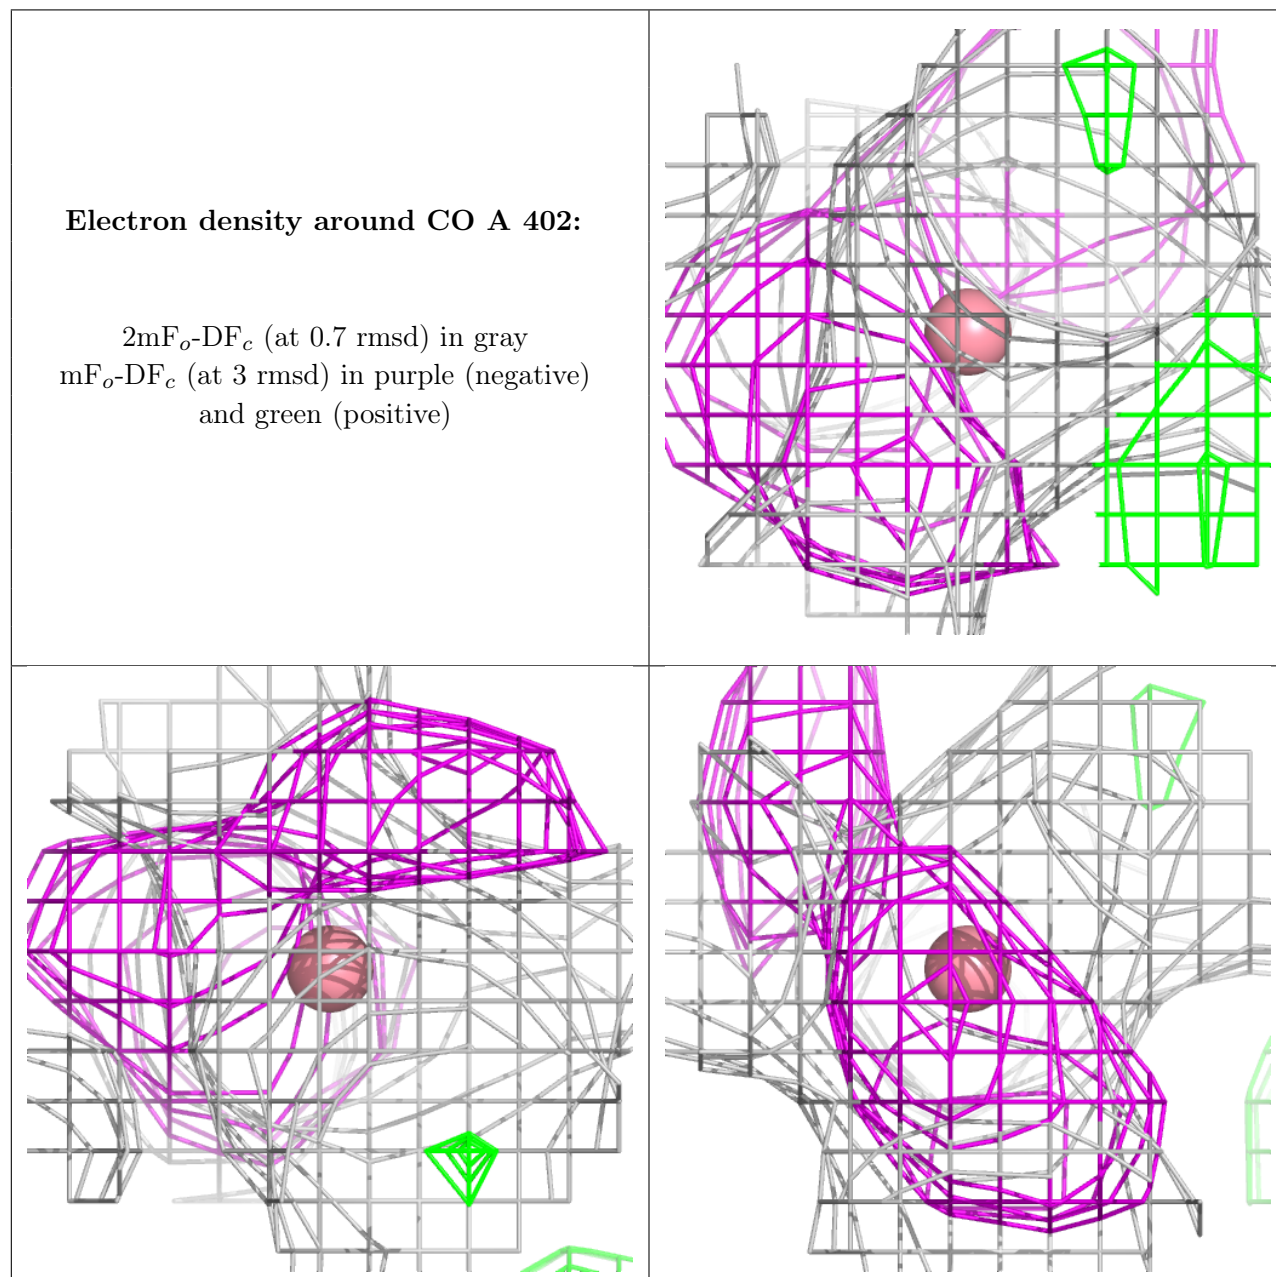 Electron density around CO A 402:
2mFo-DFc (at 0.7 rmsd) in gray
mFo-DFc (at 3 rmsd) in purple (negative)
and green (positive)